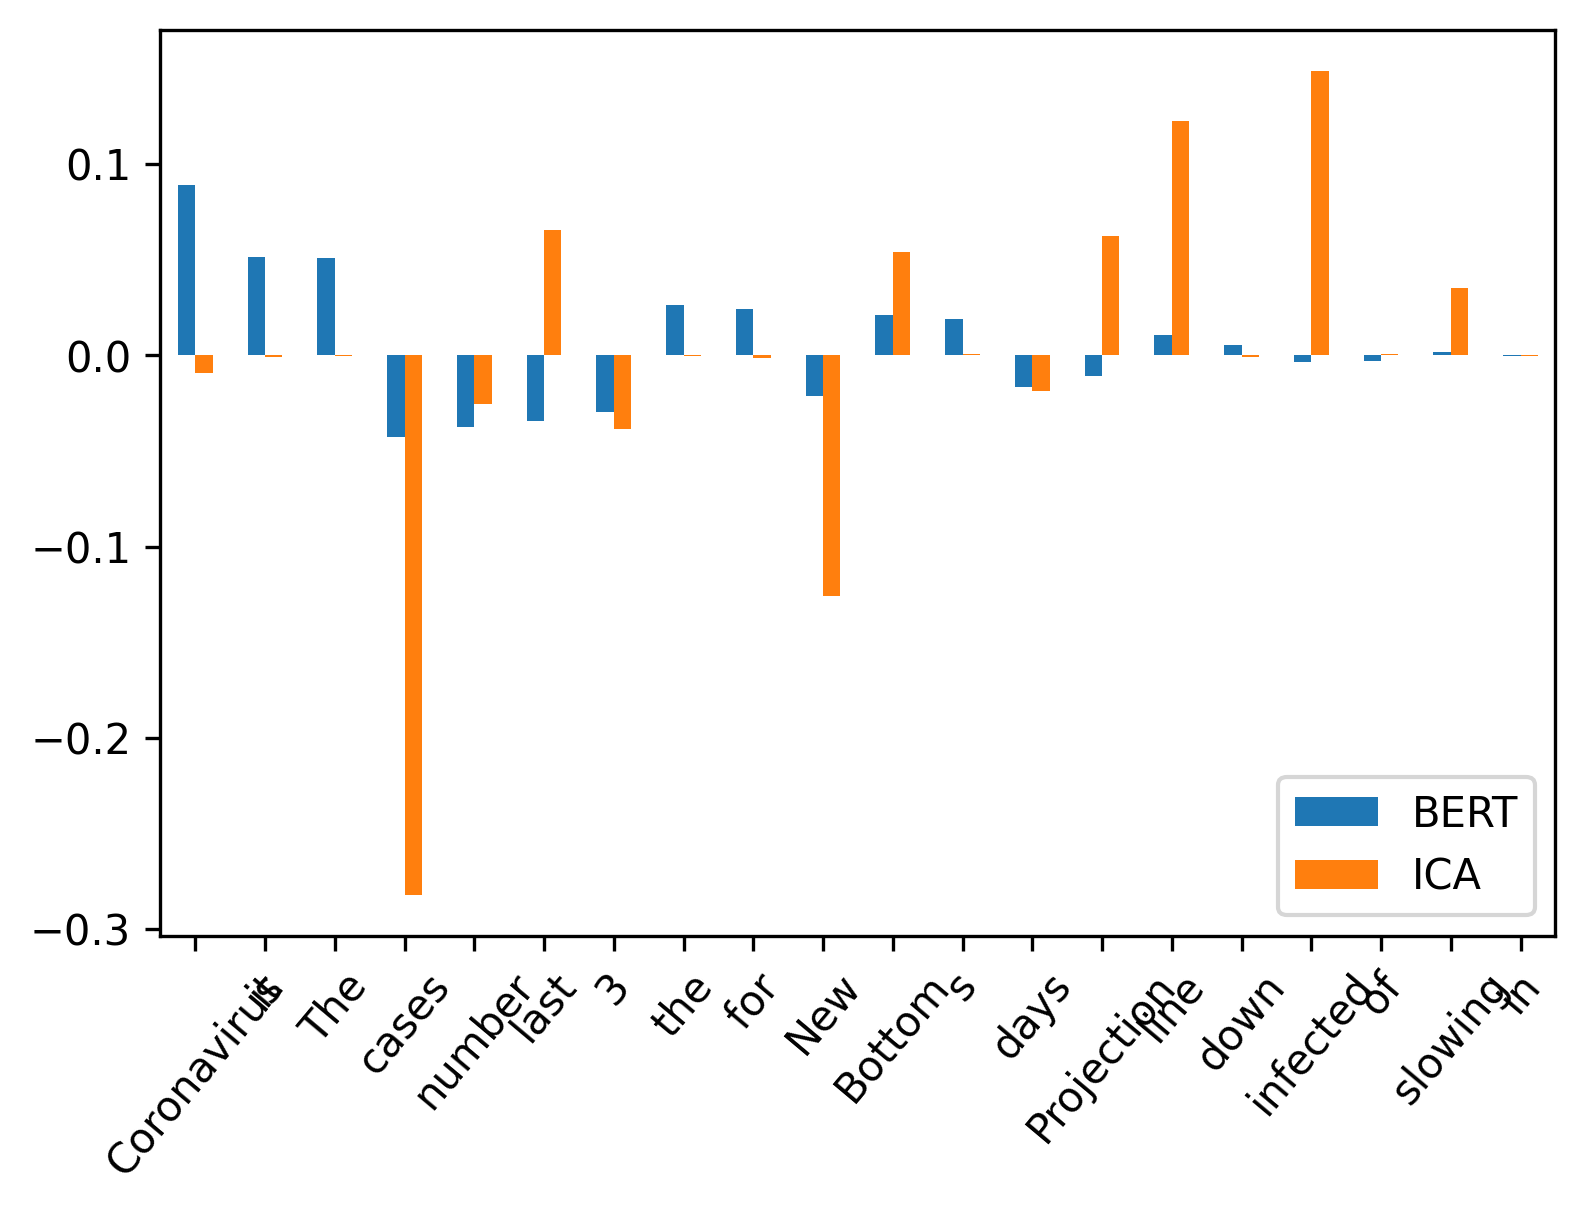 0.1
0.0
−0.1
−0.2
−0.3
BERT
ICA
Coronavirus
it
The
cases
number
last
3
the
for
New
Bottom
s
days
Projection
line
down
infected
of
slowing
in